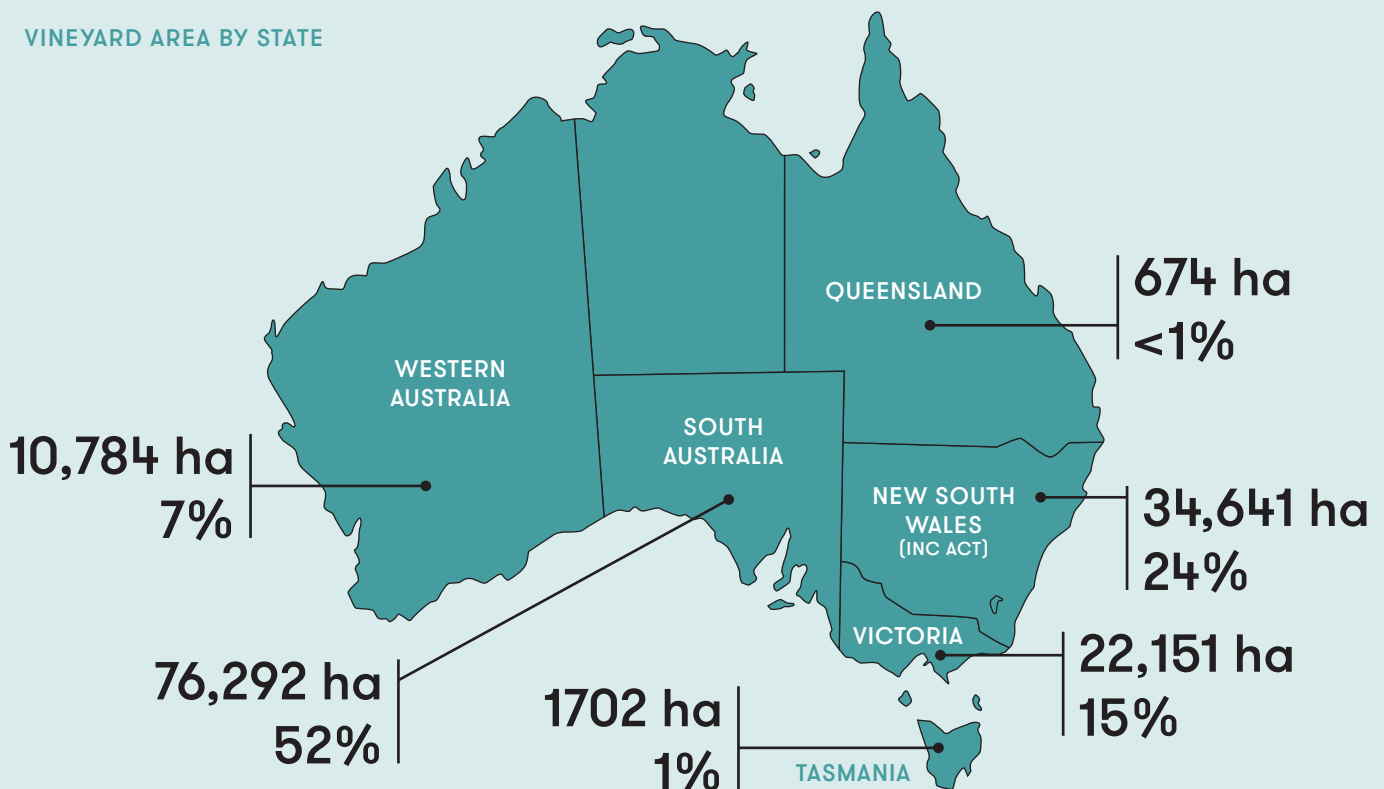 VINEYARD AREA BY STATE
QUEENSLAND
674 ha
<1%
WESTERN
AUSTRALIA
10,784 ha
7%
SOUTH
AUSTRALIA
76,292 ha
52%
NEW SOUTH
WALES
(INC ACT)
34,641 ha
24%
VICTORIA
22,151 ha
15%
1702 ha
1%
TASMANIA